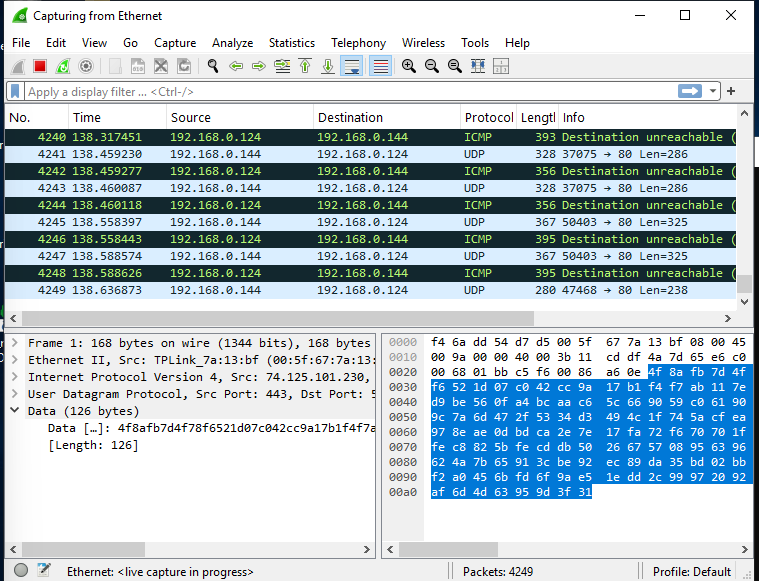 Capturing from Ethernet
File Edit View Go Capture Analyze Statistics Telephony Wireless Tools Help
Apply a display filter ... <Ctrl-/>
No. Time Source Destination Protocol Lengtl Info
4240 138.317451 192.168.0.124 192.168.0.144 ICMP 393 Destination unreachable (
4241 138.459230 192.168.0.144 192.168.0.124 UDP 328 37075 → 80 Len=286
4242 138.459277 192.168.0.124 192.168.0.144 ICMP 356 Destination unreachable (
4243 138.460087 192.168.0.144 192.168.0.124 UDP 328 37075 → 80 Len=286
4244 138.460118 192.168.0.124 192.168.0.144 ICMP 356 Destination unreachable (
4245 138.558397 192.168.0.144 192.168.0.124 UDP 367 50403 → 80 Len=325
4246 138.558443 192.168.0.124 192.168.0.144 ICMP 395 Destination unreachable (
4247 138.588574 192.168.0.144 192.168.0.124 UDP 367 50403 → 80 Len=325
4248 138.588626 192.168.0.124 192.168.0.144 ICMP 395 Destination unreachable (
4249 138.636873 192.168.0.144 192.168.0.124 UDP 280 47468 → 80 Len=238
Frame 1: 168 bytes on wire (1344 bits), 168 bytes
Ethernet II, Src: TPLink_7a:13:bf (00:5f:67:7a:13:
Internet Protocol Version 4, Src: 74.125.101.230,
User Datagram Protocol, Src Port: 443, Dst Port: 5
Data (126 bytes)
Data […]: 4f8afb7d4f78f6521d07c042cc9a17b1f4f7a
[Length: 126]
0000 f4 6a dd 54 d7 d5 00 5f 67 7a 13 bf 08 00 45
0010 00 9a 00 00 40 00 3b 11 cd df 4a 7d 65 e6 c0
0020 00 68 01 bb c5 f6 00 86 a6 0e 4f 8a fb 7d 4f
0030 f6 52 1d 07 c0 42 cc 9a 17 b1 f4 f7 ab 11 7e
0040 d9 be 56 0f a4 bc aa c6 5c 66 90 59 c0 61 90
0050 9c 7a 6d 47 2f 53 34 d3 49 4c 1f 74 5a cf ea
0060 97 8e ae 0d bd ca 2e 7e 17 fa 72 f6 70 70 1f
0070 fe c8 82 5b fe cd db 50 26 67 57 08 95 63 96
0080 62 4a 7b 65 91 3c be 92 ec 89 da 35 bd 02 bb
0090 f2 a0 45 6b fd 6f 9a e5 1e dd 2c 99 97 20 92
00a0 af 6d 4d 63 95 9d 3f 31
Ethernet: <live capture in progress> Packets: 4249 Profile: Default